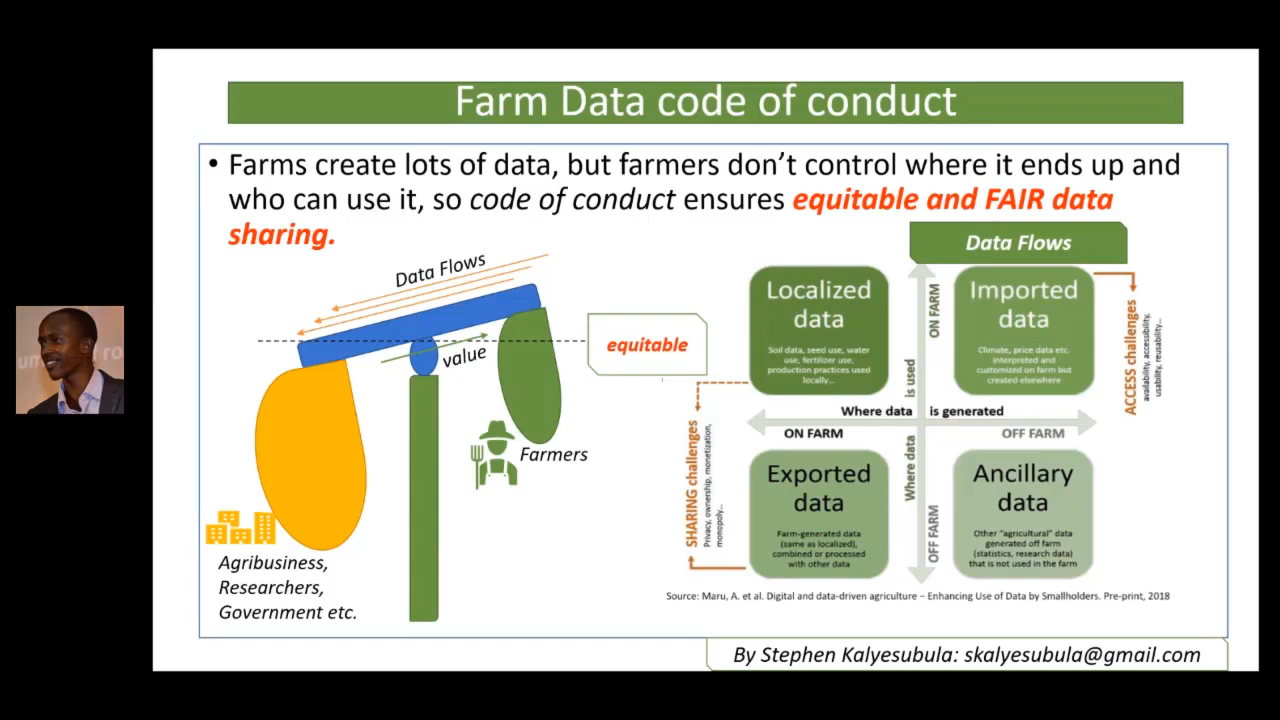 Farm Data code of conduct
• Farms create lots of data, but farmers don't control where it ends up and
who can use it, so code of conduct ensures equitable and FAIR data
sharing.
Data Flows
value
equitable
Farmers
Agribusiness,
Researchers,
Government etc.
Data Flows
Localized
data
Soil data, seed use, water
use, fertilizer use,
production practices used
locally...
Imported
data
Climate, price data etc.
interpreted and
customized on farm but
created elsewhere
ON FARM
is used
ACCESS challenges
availability, accessibility,
usability, reusability...
Where data is generated
ON FARM
OFF FARM
SHARING challenges
Privacy, ownership, monetization,
monopoly...
Exported
data
Farm-generated data
(same as localized),
combined or processed
with other data
Where data
OFF FARM
Ancillary
data
Other "agricultural" data
generated off farm
(statistics, research data)
that is not used in the farm
Source: Maru, A. et al. Digital and data-driven agriculture – Enhancing Use of Data by Smallholders. Pre-print, 2018
By Stephen Kalyesubula: skalyesubula@gmail.com